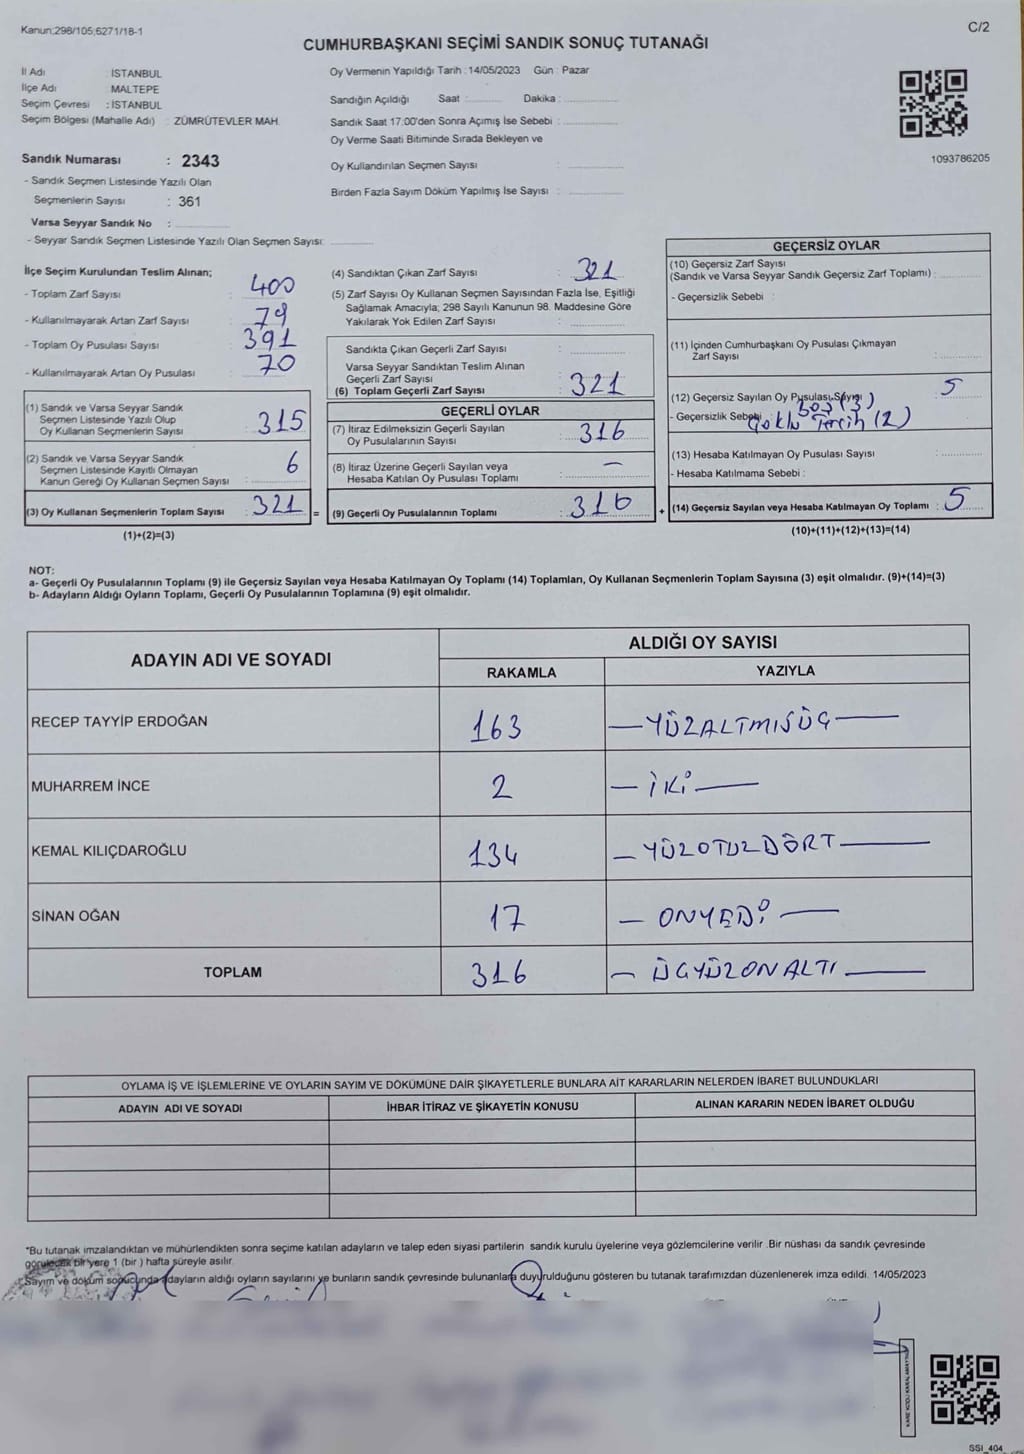 Kanun;298/105;6271/18-1
C/2
CUMHURBAŞKANI SEÇİMİ SANDIK SONUÇ TUTANAĞI
İl Adı : İSTANBUL
İlçe Adı : MALTEPE
Seçim Çevresi : İSTANBUL
Seçim Bölgesi (Mahalle Adı) : ZÜMRÜTEVLER MAH.
Sandık Numarası : 2343
- Sandık Seçmen Listesinde Yazılı Olan
Seçmenlerin Sayısı : 361
Varsa Seyyar Sandık No :
- Seyyar Sandık Seçmen Listesinde Yazılı Olan Seçmen Sayısı:
Oy Vermenin Yapıldığı Tarih : 14/05/2023 Gün : Pazar
Sandığın Açıldığı Saat : Dakika :
Sandık Saat 17:00'den Sonra Açımış İse Sebebi :
Oy Verme Saati Bitiminde Sırada Bekleyen ve
Oy Kullandırılan Seçmen Sayısı :
Birden Fazla Sayım Döküm Yapılmış İse Sayısı :
1093786205
İlçe Seçim Kurulundan Teslim Alınan;
- Toplam Zarf Sayısı : 400
- Kullanılmayarak Artan Zarf Sayısı : 79
- Toplam Oy Pusulası Sayısı : 391
- Kullanılmayarak Artan Oy Pusulası : 70
(1) Sandık ve Varsa Seyyar Sandık
Seçmen Listesinde Yazılı Olup
Oy Kullanan Seçmenlerin Sayısı : 315
(2) Sandık ve Varsa Seyyar Sandık
Seçmen Listesinde Kayıtlı Olmayan
Kanun Gereği Oy Kullanan Seçmen Sayısı : 6
(3) Oy Kullanan Seçmenlerin Toplam Sayısı : 321
(1)+(2)=(3)
=
(4) Sandıktan Çıkan Zarf Sayısı : 321
(5) Zarf Sayısı Oy Kullanan Seçmen Sayısından Fazla İse, Eşitliği
Sağlamak Amacıyla; 298 Sayılı Kanunun 98. Maddesine Göre
Yakılarak Yok Edilen Zarf Sayısı :
Sandıkta Çıkan Geçerli Zarf Sayısı :
Varsa Seyyar Sandıktan Teslim Alınan
Geçerli Zarf Sayısı
(6) Toplam Geçerli Zarf Sayısı : 321
GEÇERLİ OYLAR
(7) İtiraz Edilmeksizin Geçerli Sayılan
Oy Pusulalarının Sayısı : 316
(8) İtiraz Üzerine Geçerli Sayılan veya
Hesaba Katılan Oy Pusulası Toplamı : —
(9) Geçerli Oy Pusulalarının Toplamı : 316
+
GEÇERSİZ OYLAR
(10) Geçersiz Zarf Sayısı
(Sandık ve Varsa Seyyar Sandık Geçersiz Zarf Toplamı) :
- Geçersizlik Sebebi :
(11) İçinden Cumhurbaşkanı Oy Pusulası Çıkmayan
Zarf Sayısı :
(12) Geçersiz Sayılan Oy Pusulası Sayısı : 5
BOŞ (3)
- Geçersizlik Sebebi : Çoklu Tercih (2)
(13) Hesaba Katılmayan Oy Pusulası Sayısı :
- Hesaba Katılmama Sebebi :
(14) Geçersiz Sayılan veya Hesaba Katılmayan Oy Toplamı : 5
(10)+(11)+(12)+(13)=(14)
NOT:
a- Geçerli Oy Pusulalarının Toplamı (9) ile Geçersiz Sayılan veya Hesaba Katılmayan Oy Toplamı (14) Toplamları, Oy Kullanan Seçmenlerin Toplam Sayısına (3) eşit olmalıdır. (9)+(14)=(3)
b- Adayların Aldığı Oyların Toplamı, Geçerli Oy Pusulalarının Toplamına (9) eşit olmalıdır.
ADAYIN ADI VE SOYADI
ALDIĞI OY SAYISI
RAKAMLA YAZIYLA
RECEP TAYYİP ERDOĞAN 163 — YÜZALTMIŞÜÇ —
MUHARREM İNCE 2 — İKİ —
KEMAL KILIÇDAROĞLU 134 — YÜZOTUZDÖRT —
SİNAN OĞAN 17 — ONYEDİ —
TOPLAM 316 — ÜÇYÜZONALTI —
OYLAMA İŞ VE İŞLEMLERİNE VE OYLARIN SAYIM VE DÖKÜMÜNE DAİR ŞİKAYETLERLE BUNLARA AİT KARARLARIN NELERDEN İBARET BULUNDUKLARI
ADAYIN ADI VE SOYADI İHBAR İTİRAZ VE ŞİKAYETİN KONUSU ALINAN KARARIN NEDEN İBARET OLDUĞU
*Bu tutanak imzalandıktan ve mühürlendikten sonra seçime katılan adayların ve talep eden siyasi partilerin sandık kurulu üyelerine veya gözlemcilerine verilir. Bir nüshası da sandık çevresinde
görülecek bir yere 1 (bir ) hafta süreyle asılır.
*Sayım ve döküm sonucunda adayların aldığı oyların sayılarını ve bunların sandık çevresinde bulunanlara duyurulduğunu gösteren bu tutanak tarafımızdan düzenlenerek imza edildi. 14/05/2023
KARE KODU KARALAMAYINIZ
SSI_404